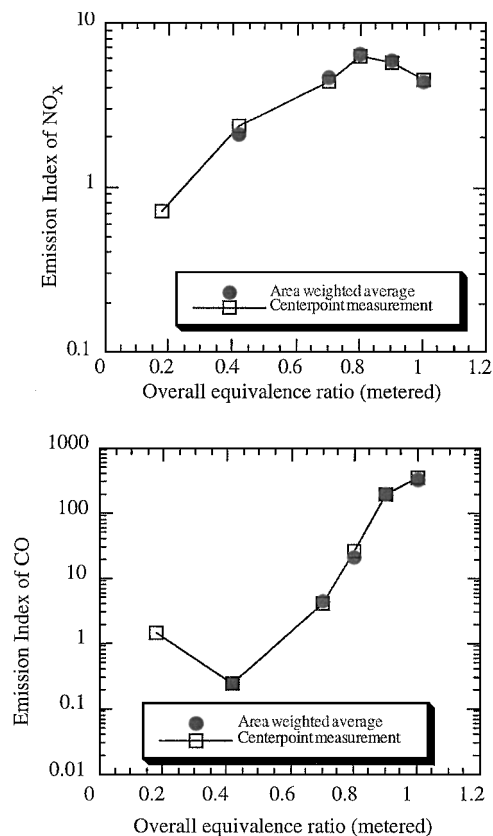 10
1
0.1
Emission Index of NOX
Area weighted average
Centerpoint measurement
0 0.2 0.4 0.6 0.8 1 1.2
Overall equivalence ratio (metered)
1000
100
10
1
0.1
0.01
Emission Index of CO
Area weighted average
Centerpoint measurement
0 0.2 0.4 0.6 0.8 1 1.2
Overall equivalence ratio (metered)